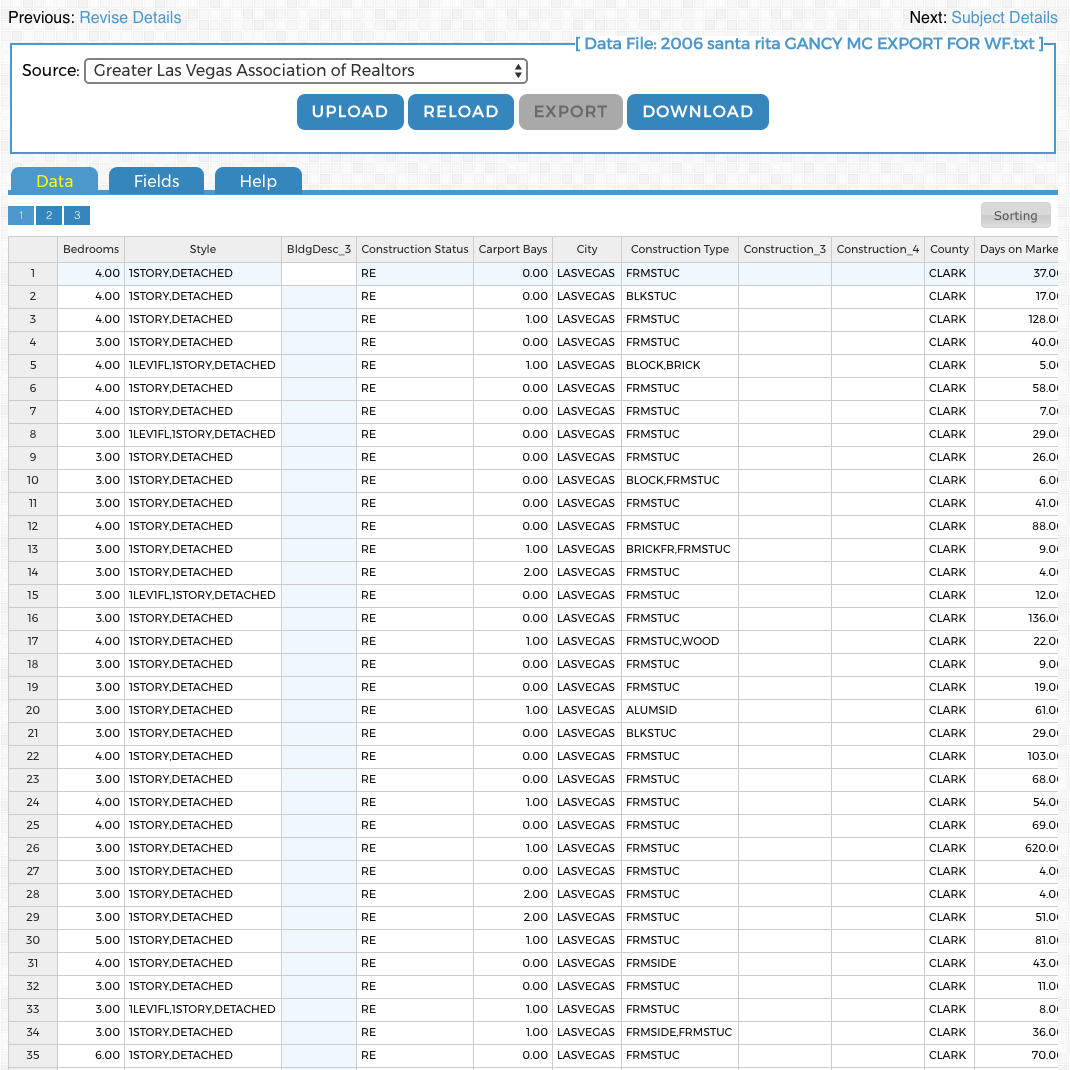 Previous: Revise Details Next: Subject Details
[ Data File: 2006 santa rita GANCY MC EXPORT FOR WF.txt ]
Source: Greater Las Vegas Association of Realtors
UPLOAD RELOAD EXPORT DOWNLOAD
Data Fields Help
1 2 3 Sorting
Bedrooms Style BldgDesc_3 Construction Status Carport Bays City Construction Type Construction_3 Construction_4 County Days on Marke
1 4.00 1STORY,DETACHED RE 0.00 LASVEGAS FRMSTUC CLARK 37.0
2 4.00 1STORY,DETACHED RE 0.00 LASVEGAS BLKSTUC CLARK 17.0
3 4.00 1STORY,DETACHED RE 1.00 LASVEGAS FRMSTUC CLARK 128.0
4 3.00 1STORY,DETACHED RE 0.00 LASVEGAS FRMSTUC CLARK 40.0
5 4.00 1LEV1FL,1STORY,DETACHED RE 1.00 LASVEGAS BLOCK,BRICK CLARK 5.0
6 4.00 1STORY,DETACHED RE 0.00 LASVEGAS FRMSTUC CLARK 58.0
7 4.00 1STORY,DETACHED RE 0.00 LASVEGAS FRMSTUC CLARK 7.0
8 3.00 1LEV1FL,1STORY,DETACHED RE 0.00 LASVEGAS FRMSTUC CLARK 29.0
9 3.00 1STORY,DETACHED RE 0.00 LASVEGAS FRMSTUC CLARK 26.0
10 3.00 1STORY,DETACHED RE 0.00 LASVEGAS BLOCK,FRMSTUC CLARK 6.0
11 3.00 1STORY,DETACHED RE 0.00 LASVEGAS FRMSTUC CLARK 41.0
12 4.00 1STORY,DETACHED RE 0.00 LASVEGAS FRMSTUC CLARK 88.0
13 3.00 1STORY,DETACHED RE 1.00 LASVEGAS BRICKFR,FRMSTUC CLARK 9.0
14 3.00 1STORY,DETACHED RE 2.00 LASVEGAS FRMSTUC CLARK 4.0
15 3.00 1LEV1FL,1STORY,DETACHED RE 0.00 LASVEGAS FRMSTUC CLARK 12.0
16 3.00 1STORY,DETACHED RE 0.00 LASVEGAS FRMSTUC CLARK 136.0
17 4.00 1STORY,DETACHED RE 1.00 LASVEGAS FRMSTUC,WOOD CLARK 22.0
18 3.00 1STORY,DETACHED RE 0.00 LASVEGAS FRMSTUC CLARK 9.0
19 3.00 1STORY,DETACHED RE 0.00 LASVEGAS FRMSTUC CLARK 19.0
20 3.00 1STORY,DETACHED RE 1.00 LASVEGAS ALUMSID CLARK 61.0
21 3.00 1STORY,DETACHED RE 0.00 LASVEGAS BLKSTUC CLARK 29.0
22 4.00 1STORY,DETACHED RE 0.00 LASVEGAS FRMSTUC CLARK 103.0
23 3.00 1STORY,DETACHED RE 0.00 LASVEGAS FRMSTUC CLARK 68.0
24 4.00 1STORY,DETACHED RE 1.00 LASVEGAS FRMSTUC CLARK 54.0
25 4.00 1STORY,DETACHED RE 0.00 LASVEGAS FRMSTUC CLARK 69.0
26 3.00 1STORY,DETACHED RE 1.00 LASVEGAS FRMSTUC CLARK 620.0
27 3.00 1STORY,DETACHED RE 0.00 LASVEGAS FRMSTUC CLARK 4.0
28 3.00 1STORY,DETACHED RE 2.00 LASVEGAS FRMSTUC CLARK 4.0
29 3.00 1STORY,DETACHED RE 2.00 LASVEGAS FRMSTUC CLARK 51.0
30 5.00 1STORY,DETACHED RE 1.00 LASVEGAS FRMSTUC CLARK 81.0
31 4.00 1STORY,DETACHED RE 0.00 LASVEGAS FRMSIDE CLARK 43.0
32 3.00 1STORY,DETACHED RE 0.00 LASVEGAS FRMSTUC CLARK 11.0
33 3.00 1LEV1FL,1STORY,DETACHED RE 1.00 LASVEGAS FRMSTUC CLARK 8.0
34 3.00 1STORY,DETACHED RE 1.00 LASVEGAS FRMSIDE,FRMSTUC CLARK 36.0
35 6.00 1STORY,DETACHED RE 0.00 LASVEGAS FRMSTUC CLARK 70.0